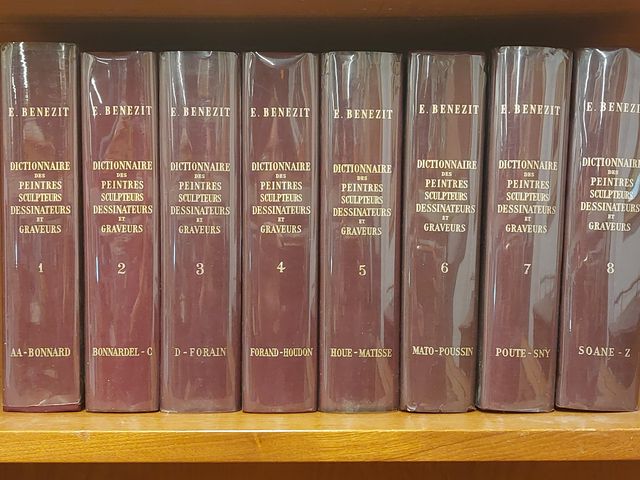 E. BENEZIT
DICTIONNAIRE
DES
PEINTRES
SCULPTEURS
DESSINATEURS
ET
GRAVEURS
1
AA-BONNARD
E. BENEZIT
DICTIONNAIRE
DES
PEINTRES
SCULPTEURS
DESSINATEURS
ET
GRAVEURS
2
BONNARDEL-C
E. BENEZIT
DICTIONNAIRE
DES
PEINTRES
SCULPTEURS
DESSINATEURS
ET
GRAVEURS
3
D-FORAIN
E. BENEZIT
DICTIONNAIRE
DES
PEINTRES
SCULPTEURS
DESSINATEURS
ET
GRAVEURS
4
FORAND-HOUDON
E. BENEZIT
DICTIONNAIRE
DES
PEINTRES
SCULPTEURS
DESSINATEURS
ET
GRAVEURS
5
HOUE-MATISSE
E. BENEZIT
DICTIONNAIRE
DES
PEINTRES
SCULPTEURS
DESSINATEURS
ET
GRAVEURS
6
MATO-POUSSIN
E. BENEZIT
DICTIONNAIRE
DES
PEINTRES
SCULPTEURS
DESSINATEURS
ET
GRAVEURS
7
POUTE-SNY
E. BENEZIT
DICTIONNAIRE
DES
PEINTRES
SCULPTEURS
DESSINATEURS
ET
GRAVEURS
8
SOANE-Z